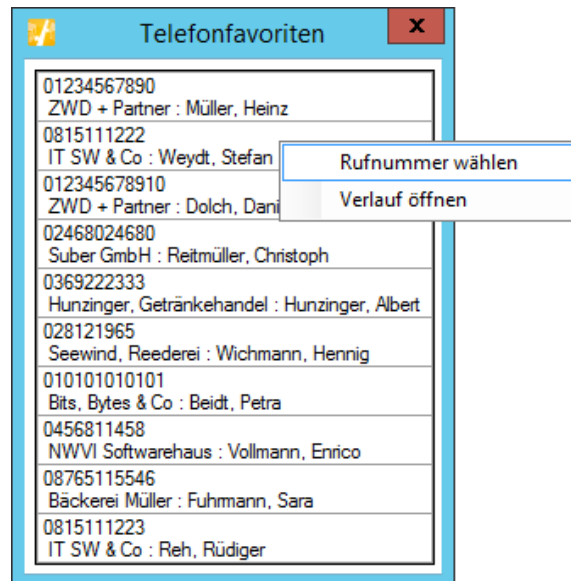 Telefonfavoriten
01234567890
ZWD + Partner : Müller, Heinz
0815111222
IT SW & Co : Weydt, Stefan
Rufnummer wählen
Verlauf öffnen
012345678910
ZWD + Partner : Dolch, Dani
02468024680
Suber GmbH : Reitmüller, Christoph
0369222333
Hunzinger, Getränkehandel : Hunzinger, Albert
028121965
Seewind, Reederei : Wichmann, Hennig
010101010101
Bits, Bytes & Co : Beidt, Petra
0456811458
NWVI Softwarehaus : Vollmann, Enrico
08765115546
Bäckerei Müller : Fuhrmann, Sara
0815111223
IT SW & Co : Reh, Rüdiger